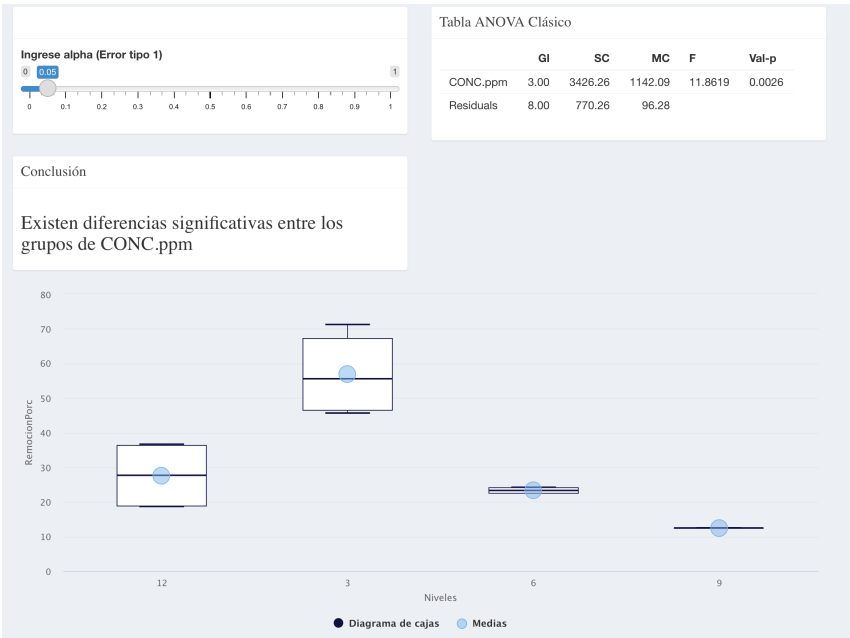 Ingrese alpha (Error tipo 1)
0 0.05 1
0 0.1 0.2 0.3 0.4 0.5 0.6 0.7 0.8 0.9 1
Tabla ANOVA Clásico
Gl SC MC F Val-p
CONC.ppm 3.00 3426.26 1142.09 11.8619 0.0026
Residuals 8.00 770.26 96.28
Conclusión
Existen diferencias significativas entre los
grupos de CONC.ppm
80
70
60
50
40
30
20
10
0
RemocionPorc
12 3 6 9
Niveles
Diagrama de cajas Medias